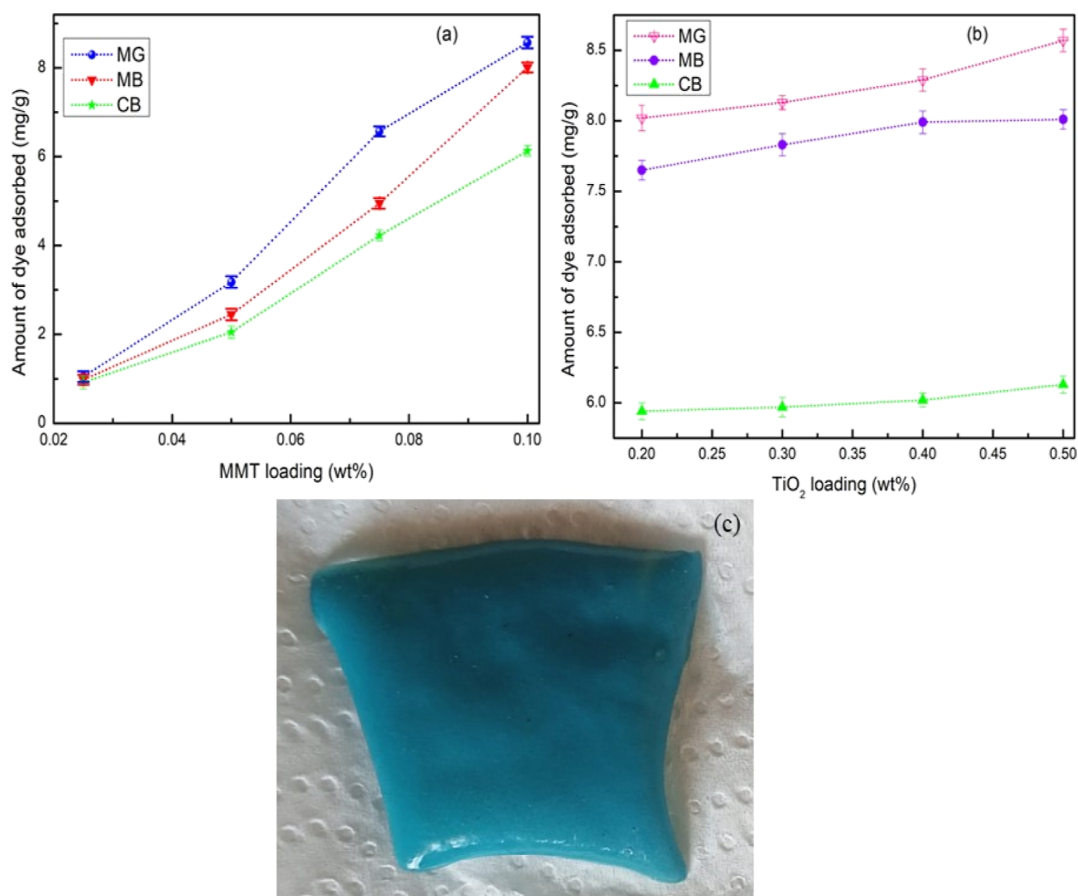 (a)
MG
MB
CB
Amount of dye adsorbed (mg/g)
8
6
4
2
0
0.02 0.04 0.06 0.08 0.10
MMT loading (wt%)
(b)
MG
MB
CB
Amount of dye adsorbed (mg/g)
8.5
8.0
7.5
7.0
6.5
6.0
0.20 0.25 0.30 0.35 0.40 0.45 0.50
TiO₂ loading (wt%)
(c)